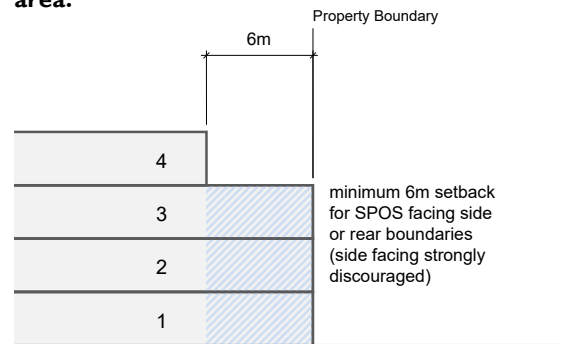 area.
Property Boundary
6m
4
3
2
1
minimum 6m setback
for SPOS facing side
or rear boundaries
(side facing strongly
discouraged)